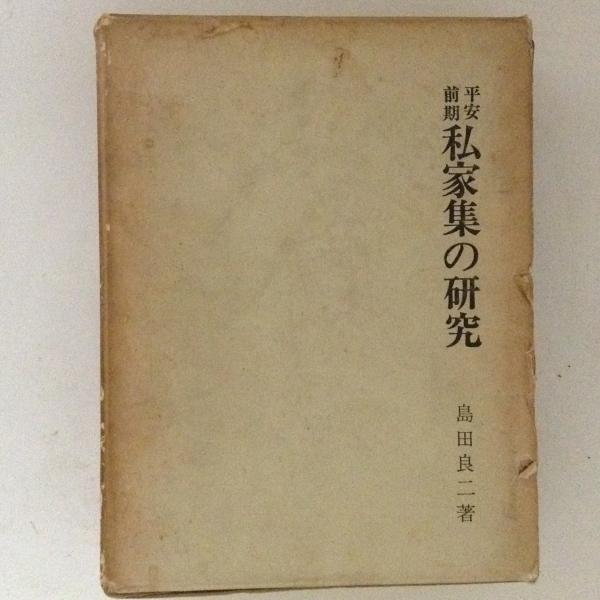 平安
前期
私家集の研究
島田良二著